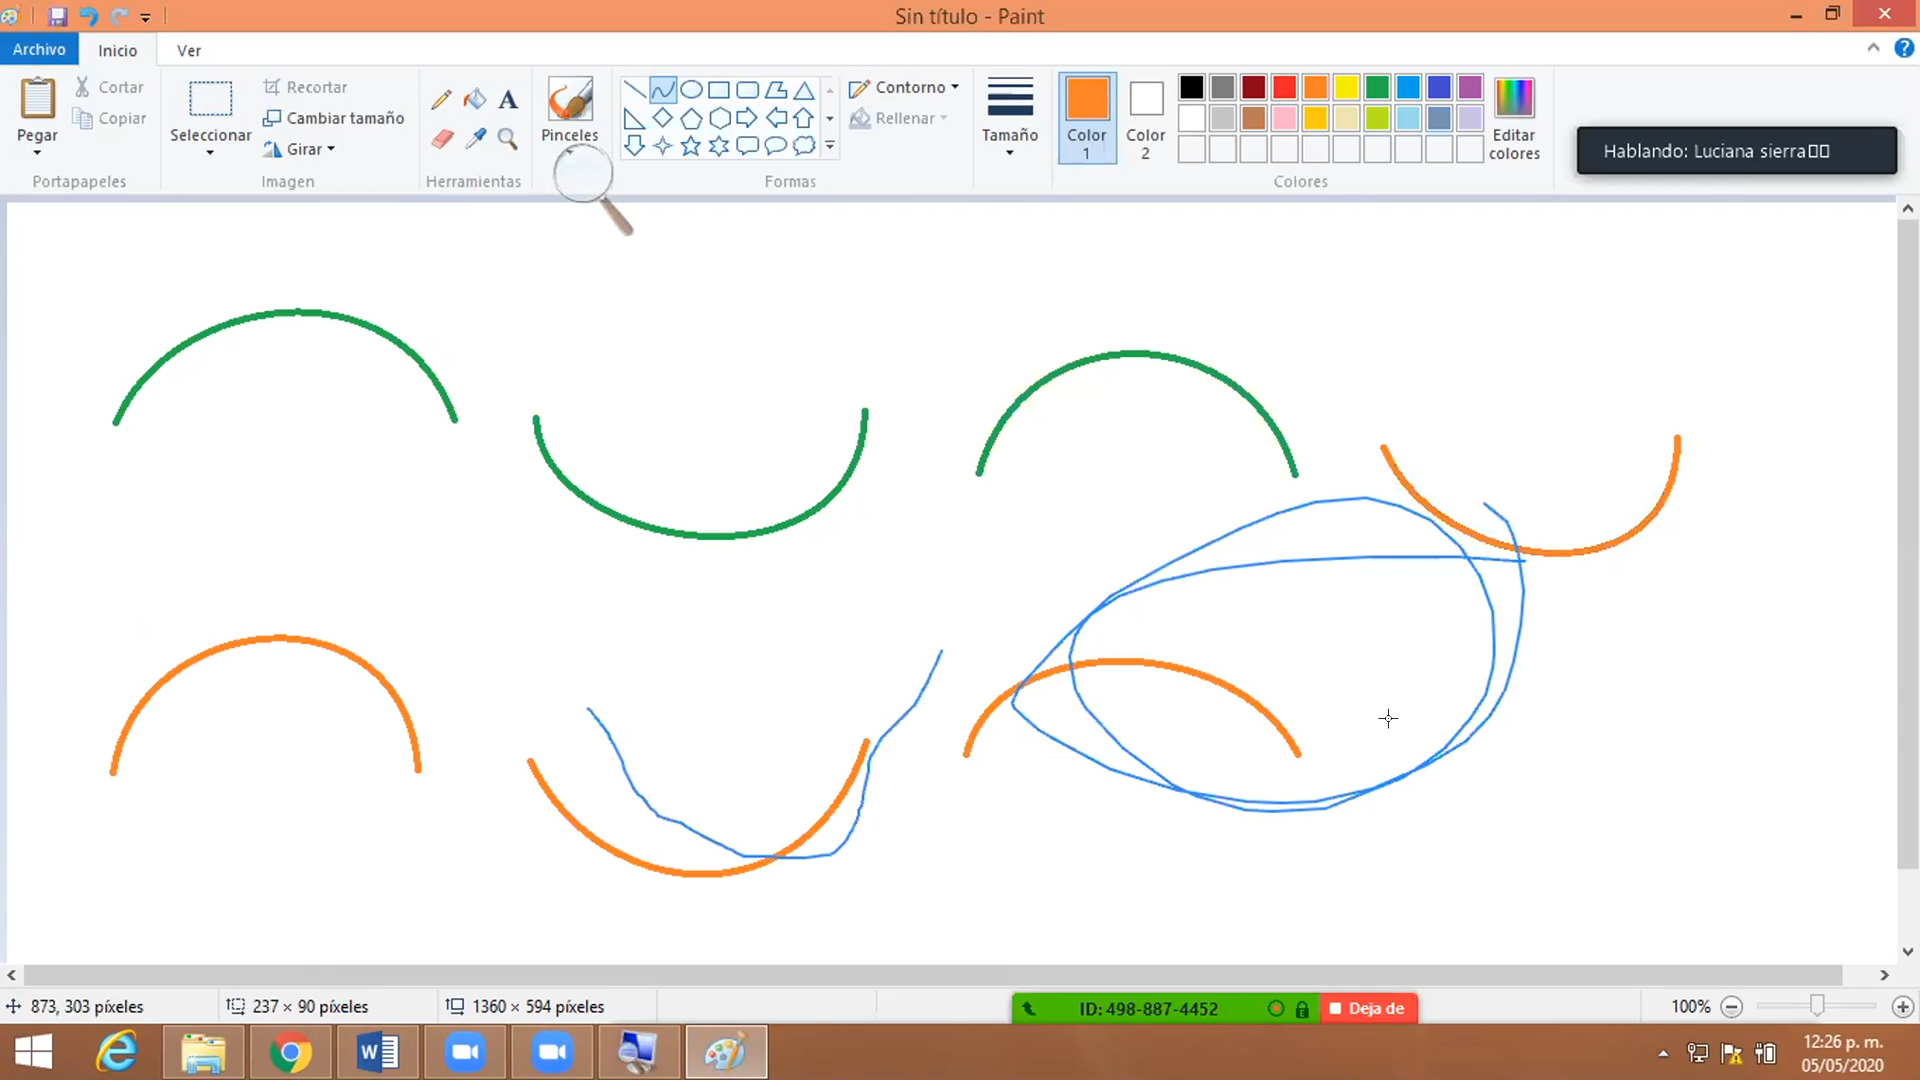 Sin título - Paint
Archivo
Inicio
Ver
Pegar
Cortar
Copiar
Portapapeles
Seleccionar
Recortar
Cambiar tamaño
Girar
Imagen
A
Herramientas
Pinceles
Contorno
Rellenar
Formas
Tamaño
Color 1
Color 2
Editar colores
Colores
Hablando: Luciana sierra
873, 303 píxeles
237 × 90 píxeles
1360 × 594 píxeles
ID: 498-887-4452
Deja de
100%
12:26 p. m.
05/05/2020